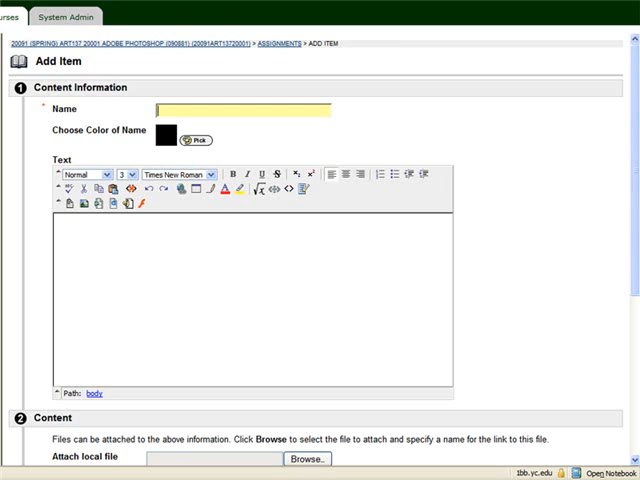 urses System Admin
20091 (SPRING) ART137 20001 ADOBE PHOTOSHOP (090881) (20091ART13720001) > ASSIGNMENTS > ADD ITEM
Add Item
1 Content Information
* Name
Choose Color of Name Pick
Text
Normal 3 Times New Roman B I U S x₂ x²
ABC
Path: body
2 Content
Files can be attached to the above information. Click Browse to select the file to attach and specify a name for the link to this file.
Attach local file Browse..
1bb.yc.edu Open Notebook